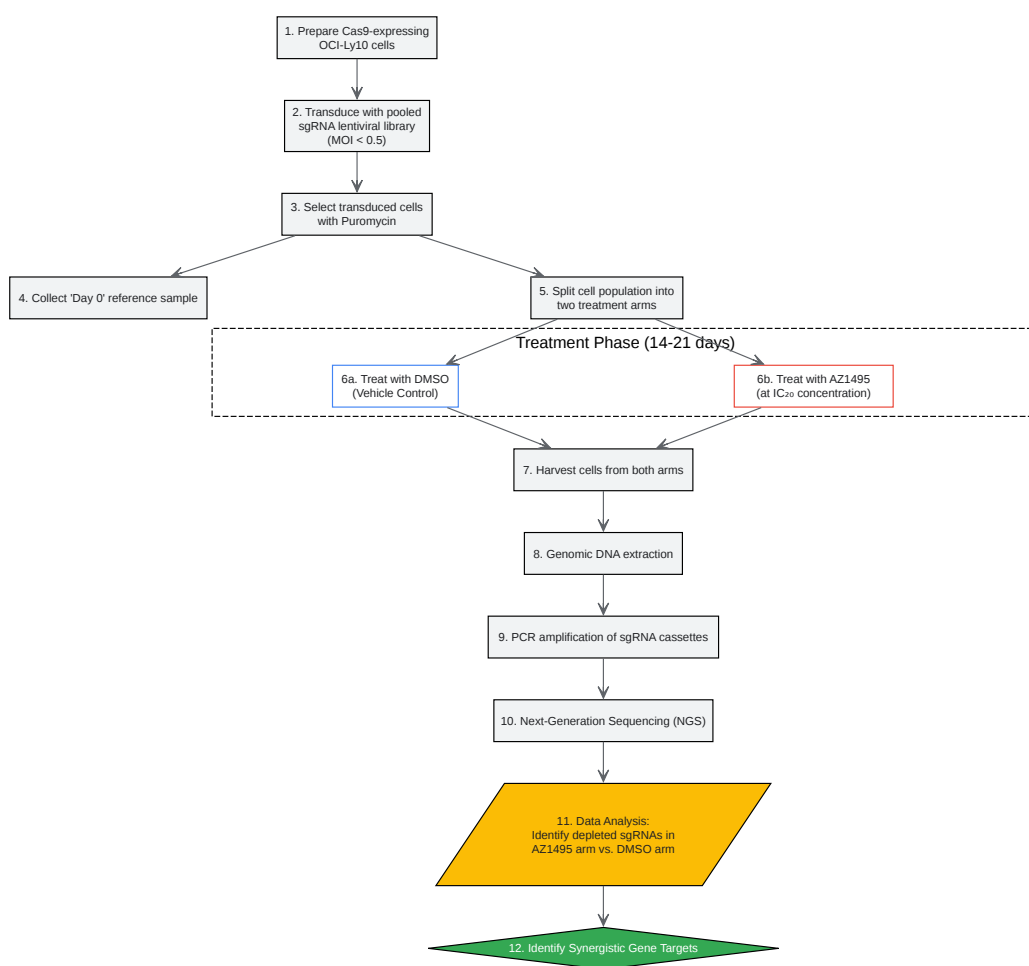 1. Prepare Cas9-expressing
OCI-Ly10 cells
2. Transduce with pooled
sgRNA lentiviral library
(MOI < 0.5)
3. Select transduced cells
with Puromycin
4. Collect 'Day 0' reference sample
5. Split cell population into
two treatment arms
Treatment Phase (14-21 days)
6a. Treat with DMSO
(Vehicle Control)
6b. Treat with AZ1495
(at IC₂₀ concentration)
7. Harvest cells from both arms
8. Genomic DNA extraction
9. PCR amplification of sgRNA cassettes
10. Next-Generation Sequencing (NGS)
11. Data Analysis:
Identify depleted sgRNAs in
AZ1495 arm vs. DMSO arm
12. Identify Synergistic Gene Targets